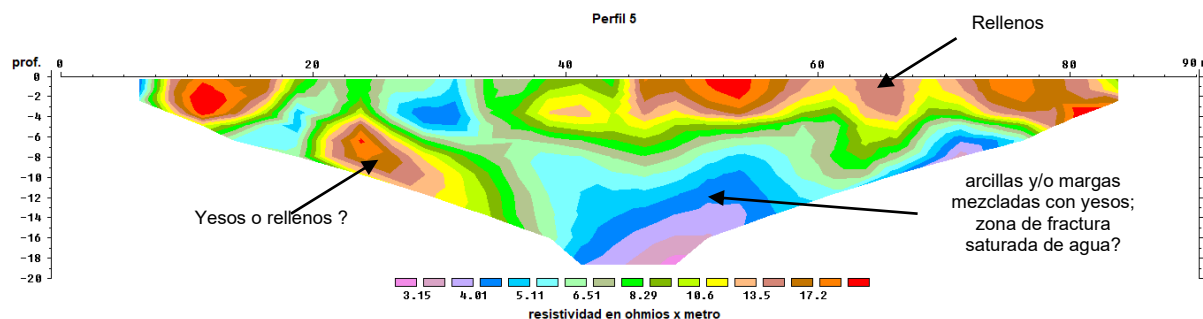 Perfil 5
Rellenos
prof.
0 20 40 60 80 90
0
-2
-4
-6
-8
-10
-12
-14
-16
-18
-20
Yesos o rellenos ?
arcillas y/o margas
mezcladas con yesos;
zona de fractura
saturada de agua?
3.15 4.01 5.11 6.51 8.29 10.6 13.5 17.2
resistividad en ohmios x metro